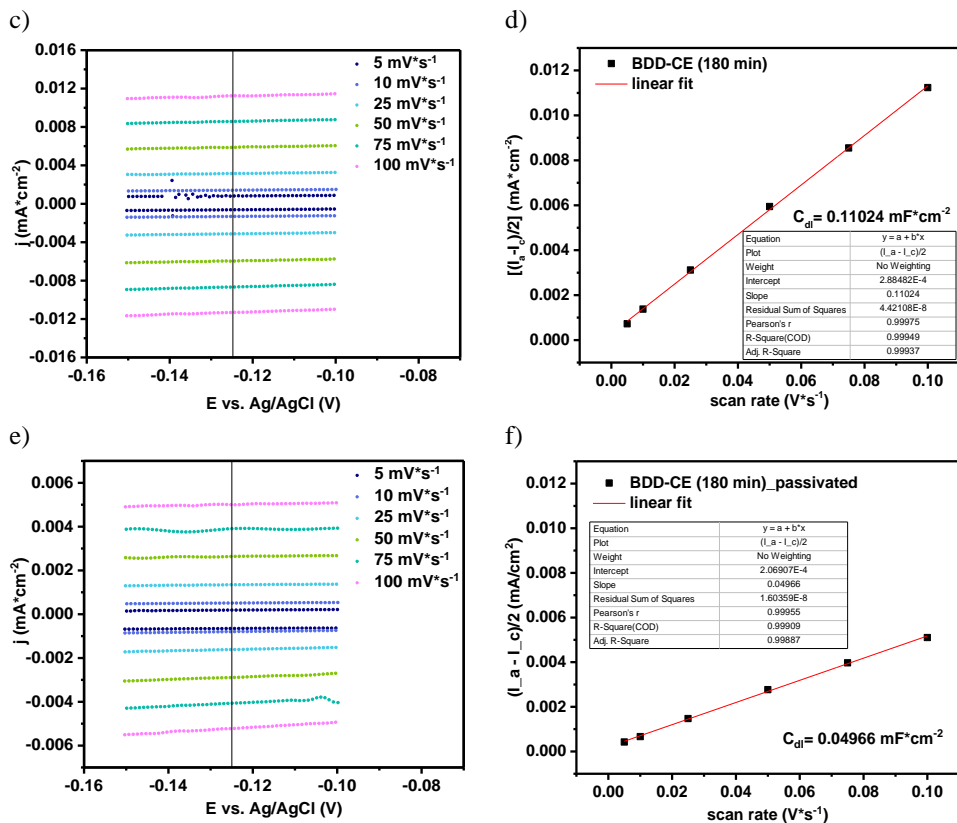 c)
0.016
0.012
0.008
0.004
0.000
-0.004
-0.008
-0.012
-0.016
j (mA*cm-2)
5 mV*s-1
10 mV*s-1
25 mV*s-1
50 mV*s-1
75 mV*s-1
100 mV*s-1
-0.16 -0.14 -0.12 -0.10 -0.08
E vs. Ag/AgCl (V)
d)
0.012
0.010
0.008
0.006
0.004
0.002
0.000
[(Ia-Ic)/2] (mA*cm-2)
BDD-CE (180 min)
linear fit
Cdl= 0.11024 mF*cm-2
Equation y = a + b*x
Plot (I_a - I_c)/2
Weight No Weighting
Intercept 2.88482E-4
Slope 0.11024
Residual Sum of Squares 4.42108E-8
Pearson's r 0.99975
R-Square(COD) 0.99949
Adj. R-Square 0.99937
0.00 0.02 0.04 0.06 0.08 0.10
scan rate (V*s-1)
e)
0.006
0.004
0.002
0.000
-0.002
-0.004
-0.006
j (mA*cm-2)
5 mV*s-1
10 mV*s-1
25 mV*s-1
50 mV*s-1
75 mV*s-1
100 mV*s-1
-0.16 -0.14 -0.12 -0.10 -0.08
E vs. Ag/AgCl (V)
f)
0.012
0.010
0.008
0.006
0.004
0.002
0.000
(I_a - I_c)/2 (mA/cm2)
BDD-CE (180 min)_passivated
linear fit
Equation y = a + b*x
Plot (I_a - I_c)/2
Weight No Weighting
Intercept 2.06907E-4
Slope 0.04966
Residual Sum of Squares 1.60359E-8
Pearson's r 0.99955
R-Square(COD) 0.99909
Adj. R-Square 0.99887
Cdl= 0.04966 mF*cm-2
0.00 0.02 0.04 0.06 0.08 0.10
scan rate (V*s-1)